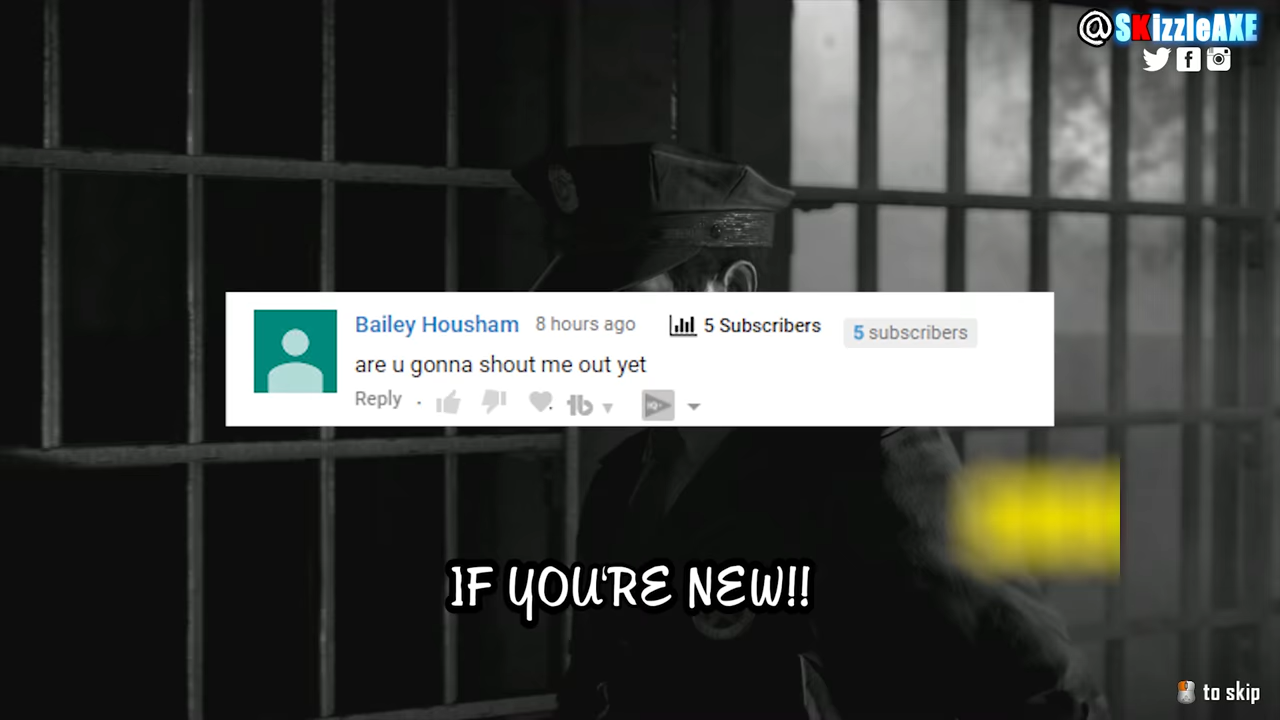 @SKizzleAXE
Bailey Housham 8 hours ago 5 Subscribers 5 subscribers
are u gonna shout me out yet
Reply
IF YOU'RE NEW!!
to skip